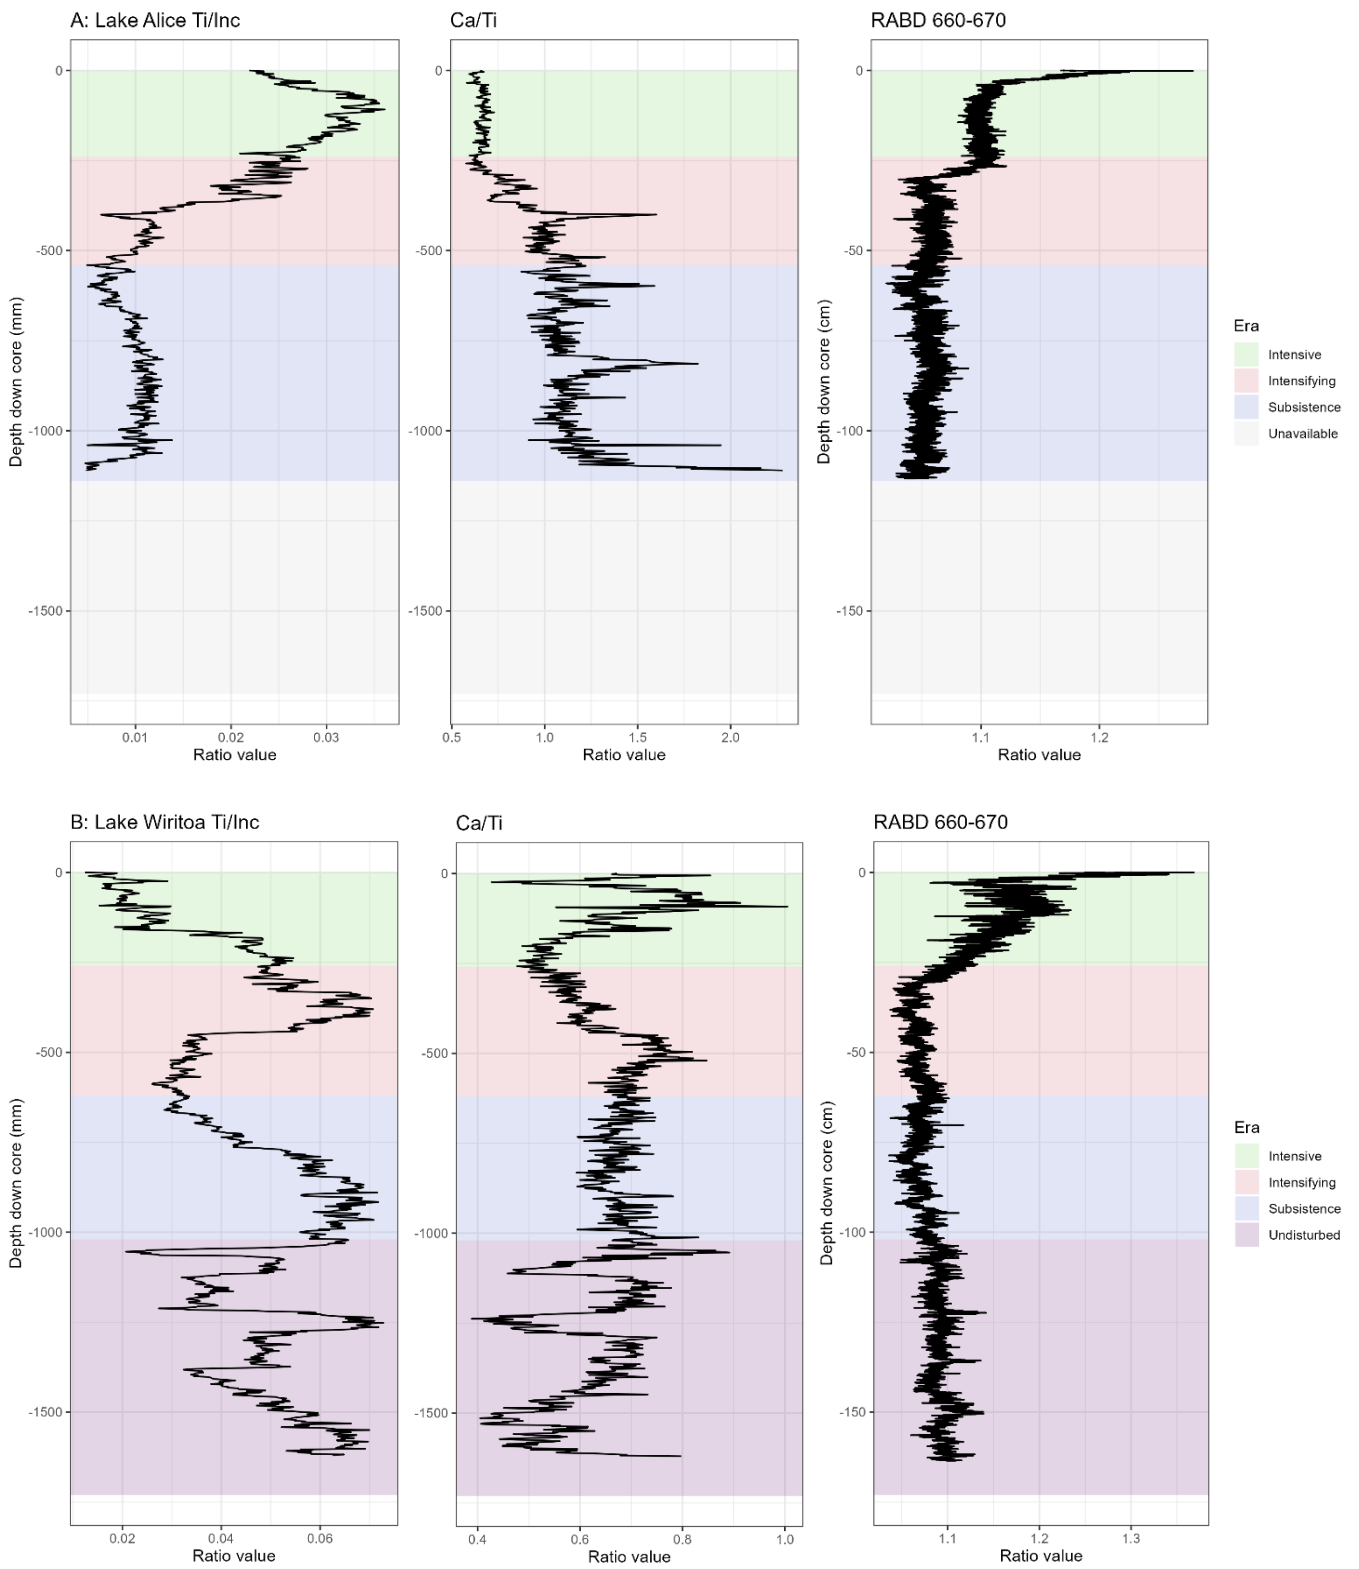 A: Lake Alice Ti/Inc
Ca/Ti
RABD 660-670
Depth down core (mm)
0
-500
-1000
-1500
0.01
0.02
0.03
Ratio value
0
-500
-1000
-1500
0.5
1.0
1.5
2.0
Ratio value
Depth down core (cm)
0
-50
-100
-150
1.1
1.2
Ratio value
Era
Intensive
Intensifying
Subsistence
Unavailable
B: Lake Wiritoa Ti/Inc
Ca/Ti
RABD 660-670
Depth down core (mm)
0
-500
-1000
-1500
0.02
0.04
0.06
Ratio value
0
-500
-1000
-1500
0.4
0.6
0.8
1.0
Ratio value
Depth down core (cm)
0
-50
-100
-150
1.1
1.2
1.3
Ratio value
Era
Intensive
Intensifying
Subsistence
Undisturbed